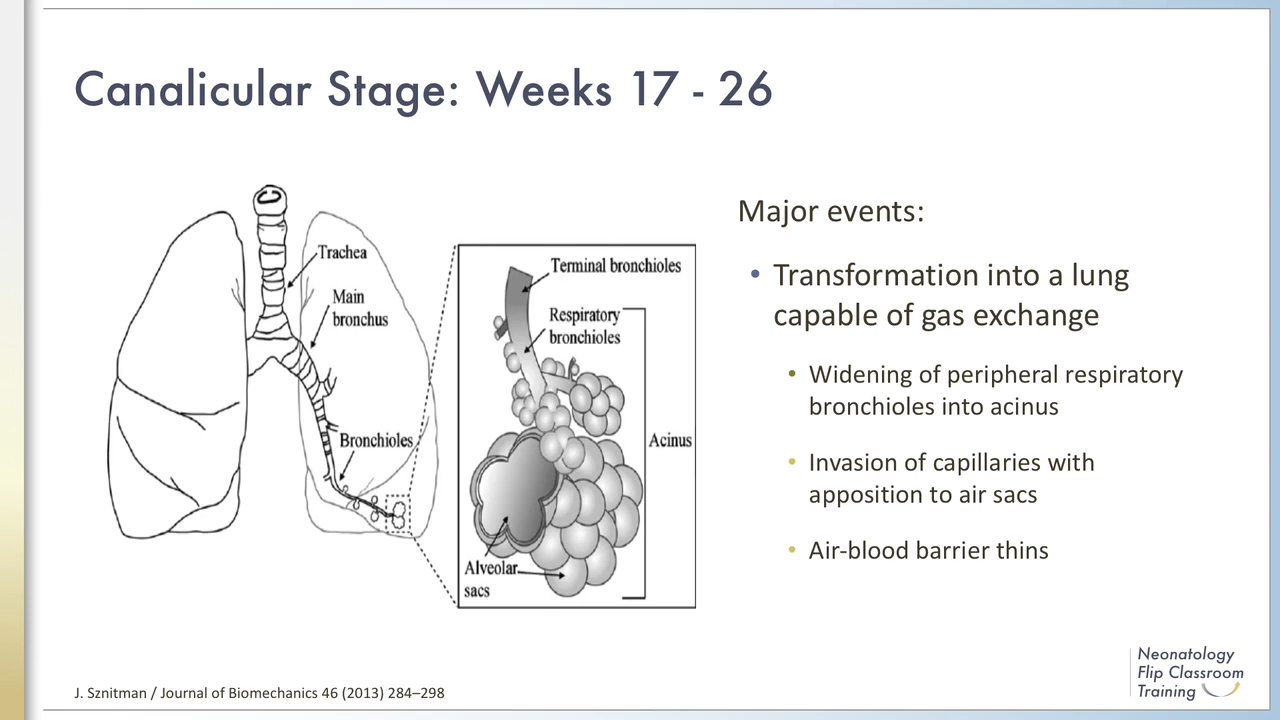 Canalicular Stage: Weeks 17 - 26
Trachea
Main
bronchus
Bronchioles
Terminal bronchioles
Respiratory
bronchioles
Acinus
Alveolar
sacs
Major events:
• Transformation into a lung
capable of gas exchange
• Widening of peripheral respiratory
bronchioles into acinus
• Invasion of capillaries with
apposition to air sacs
• Air-blood barrier thins
J. Sznitman / Journal of Biomechanics 46 (2013) 284–298
Neonatology
Flip Classroom
Training